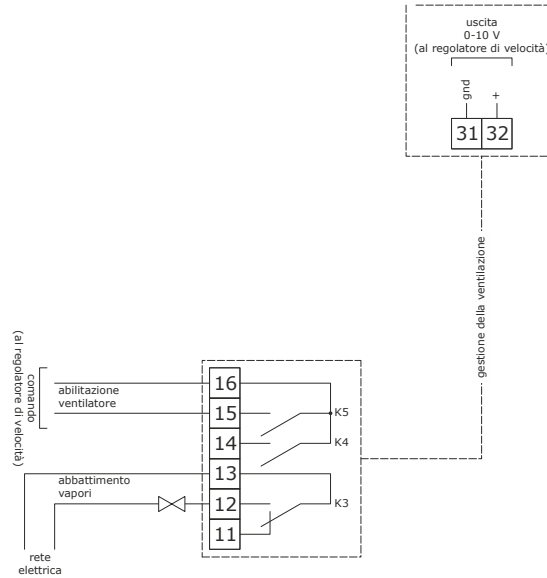 uscita
0-10 V
(al regolatore di velocità)
gnd
+
31 32
gestione della ventilazione
comando
(al regolatore di velocità)
abilitazione
ventilatore
16
15
14
13
12
11
K5
K4
K3
abbattimento
vapori
rete
elettrica